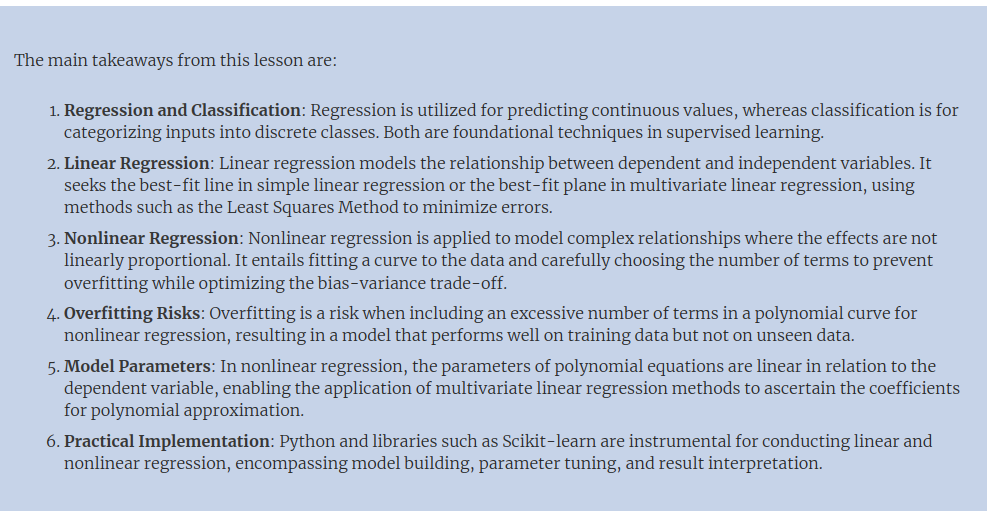 The main takeaways from this lesson are:
1. Regression and Classification: Regression is utilized for predicting continuous values, whereas classification is for
categorizing inputs into discrete classes. Both are foundational techniques in supervised learning.
2. Linear Regression: Linear regression models the relationship between dependent and independent variables. It
seeks the best-fit line in simple linear regression or the best-fit plane in multivariate linear regression, using
methods such as the Least Squares Method to minimize errors.
3. Nonlinear Regression: Nonlinear regression is applied to model complex relationships where the effects are not
linearly proportional. It entails fitting a curve to the data and carefully choosing the number of terms to prevent
overfitting while optimizing the bias-variance trade-off.
4. Overfitting Risks: Overfitting is a risk when including an excessive number of terms in a polynomial curve for
nonlinear regression, resulting in a model that performs well on training data but not on unseen data.
5. Model Parameters: In nonlinear regression, the parameters of polynomial equations are linear in relation to the
dependent variable, enabling the application of multivariate linear regression methods to ascertain the coefficients
for polynomial approximation.
6. Practical Implementation: Python and libraries such as Scikit-learn are instrumental for conducting linear and
nonlinear regression, encompassing model building, parameter tuning, and result interpretation.